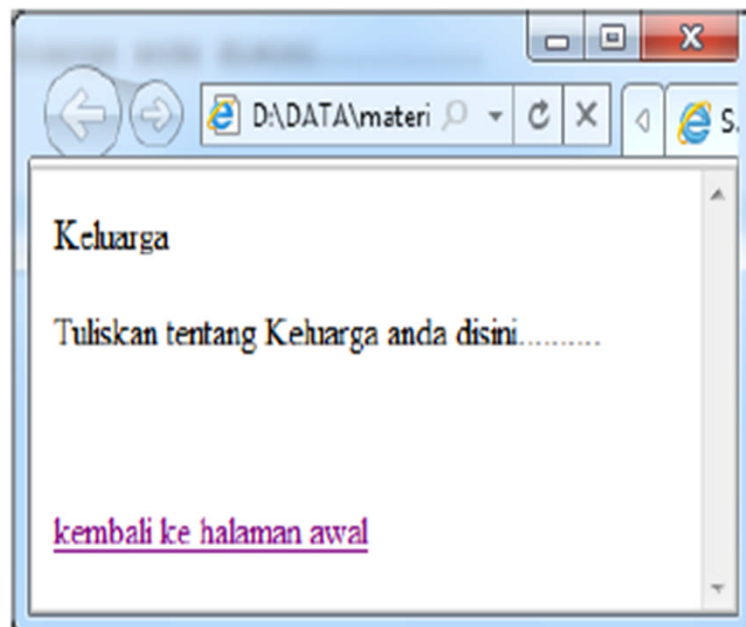 D:\DATA\materi
S.
Keluarga
Tuliskan tentang Keluarga anda disini..........
kembali ke halaman awal